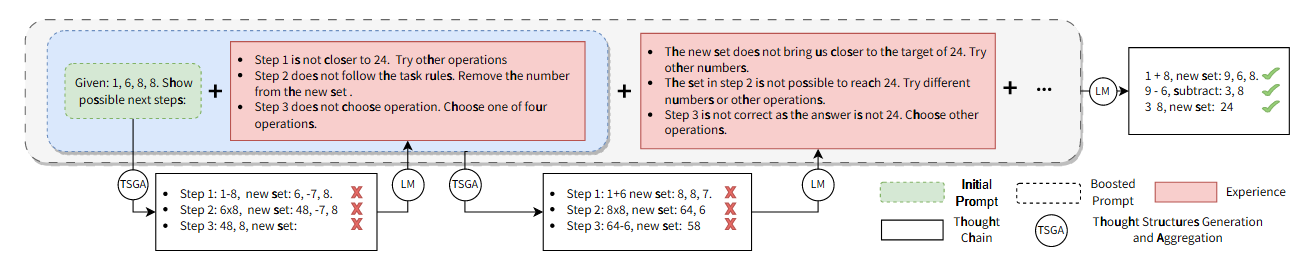 Given: 1, 6, 8, 8. Show
possible next steps:
+
• Step 1 is not closer to 24. Try other operations
• Step 2 does not follow the task rules. Remove the number
from the new set .
• Step 3 does not choose operation. Choose one of four
operations.
+
• The new set does not bring us closer to the target of 24. Try
other numbers.
• The set in step 2 is not possible to reach 24. Try different
numbers or other operations.
• Step 3 is not correct as the answer is not 24. Choose other
operations.
+ ...
LM
1 + 8, new set: 9, 6, 8.
9 - 6, subtract: 3, 8
3 8, new set: 24
TSGA
• Step 1: 1-8, new set: 6, -7, 8.
• Step 2: 6x8, new set: 48, -7, 8
• Step 3: 48, 8, new set:
LM
TSGA
• Step 1: 1+6 new set: 8, 8, 7.
• Step 2: 8x8, new set: 64, 6
• Step 3: 64-6, new set: 58
LM
Initial
Prompt
Boosted
Prompt
Experience
Thought
Chain
TSGA
Thought Structures Generation
and Aggregation